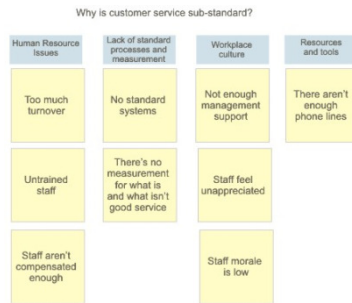 Why is customer service sub-standard?
Human Resource
Issues
Lack of standard
processes and
measurement
Workplace
culture
Resources
and tools
Too much
turnover
No standard
systems
Not enough
management
support
There aren't
enough
phone lines
Untrained
staff
There's no
measurement
for what is
and what isn't
good service
Staff feel
unappreciated
Staff aren't
compensated
enough
Staff morale
is low